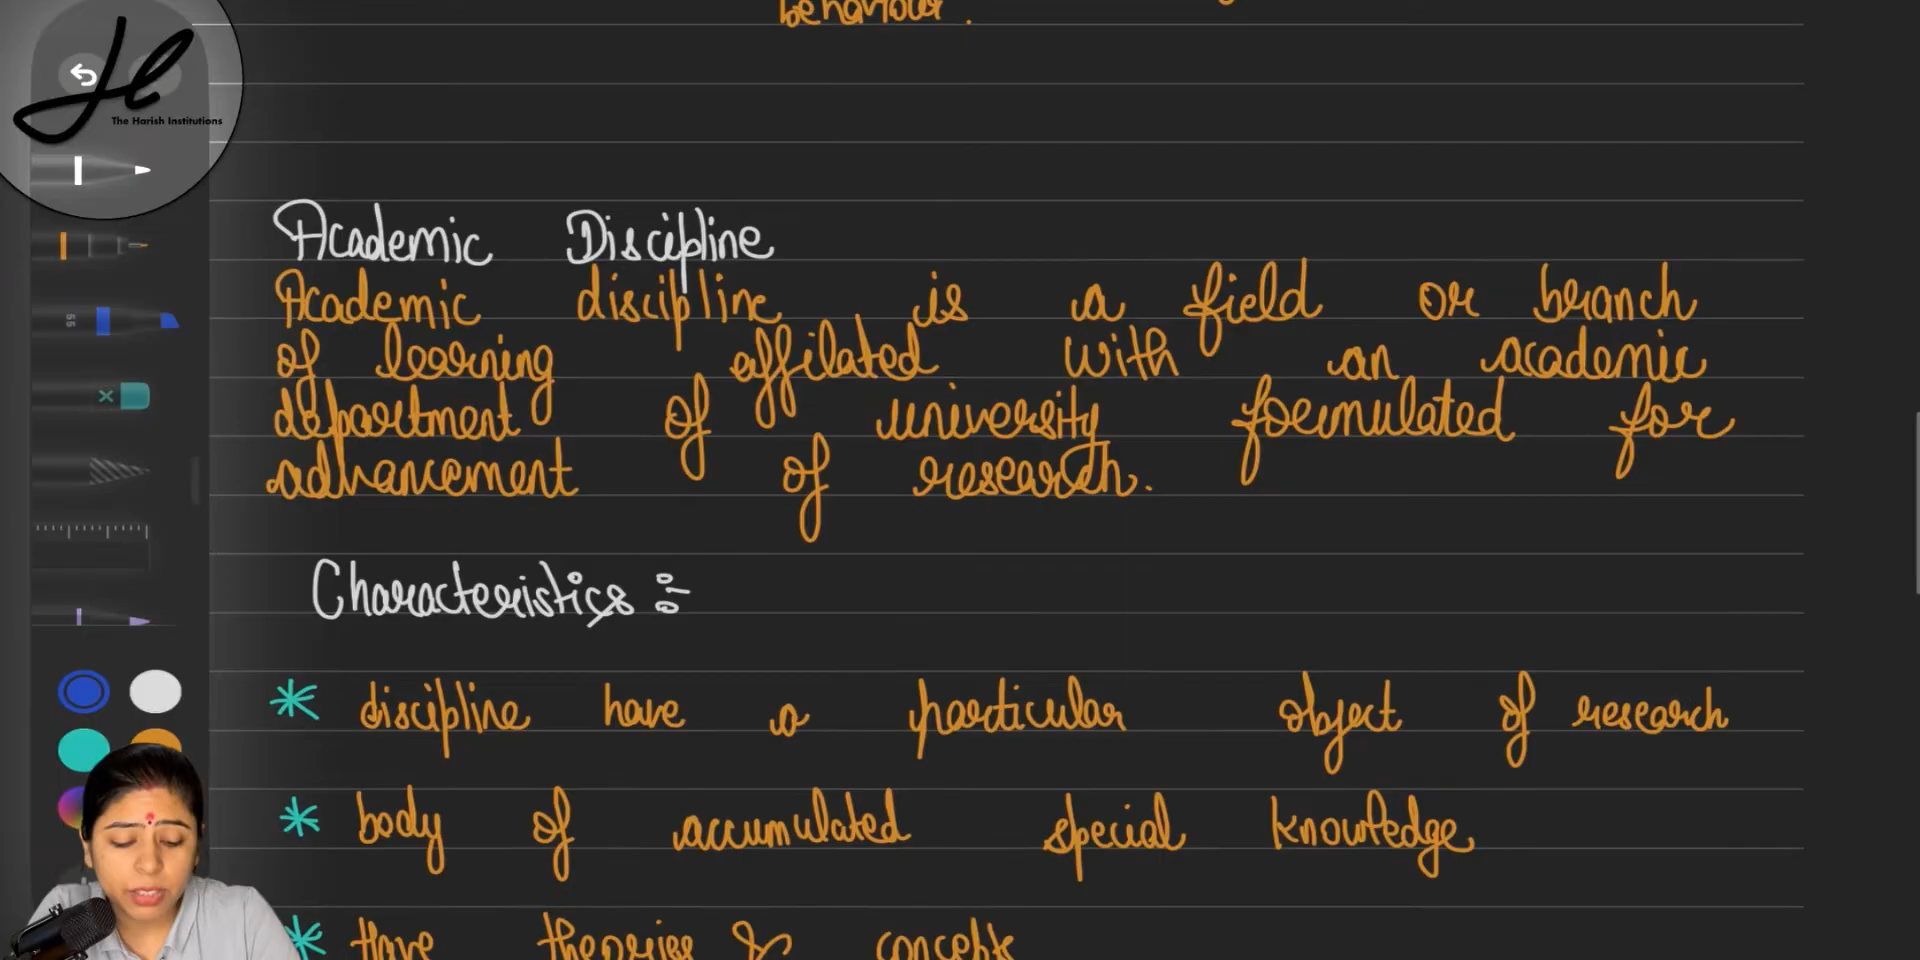 behaviour.
The Harish Institutions
Academic Discipline
Academic discipline is a field or branch
of learning affilated with an academic
department of university formulated for
advancement of research.
Characteristics :-
* discipline have a particular object of research
* body of accumulated special knowledge
* Have theories & concepts